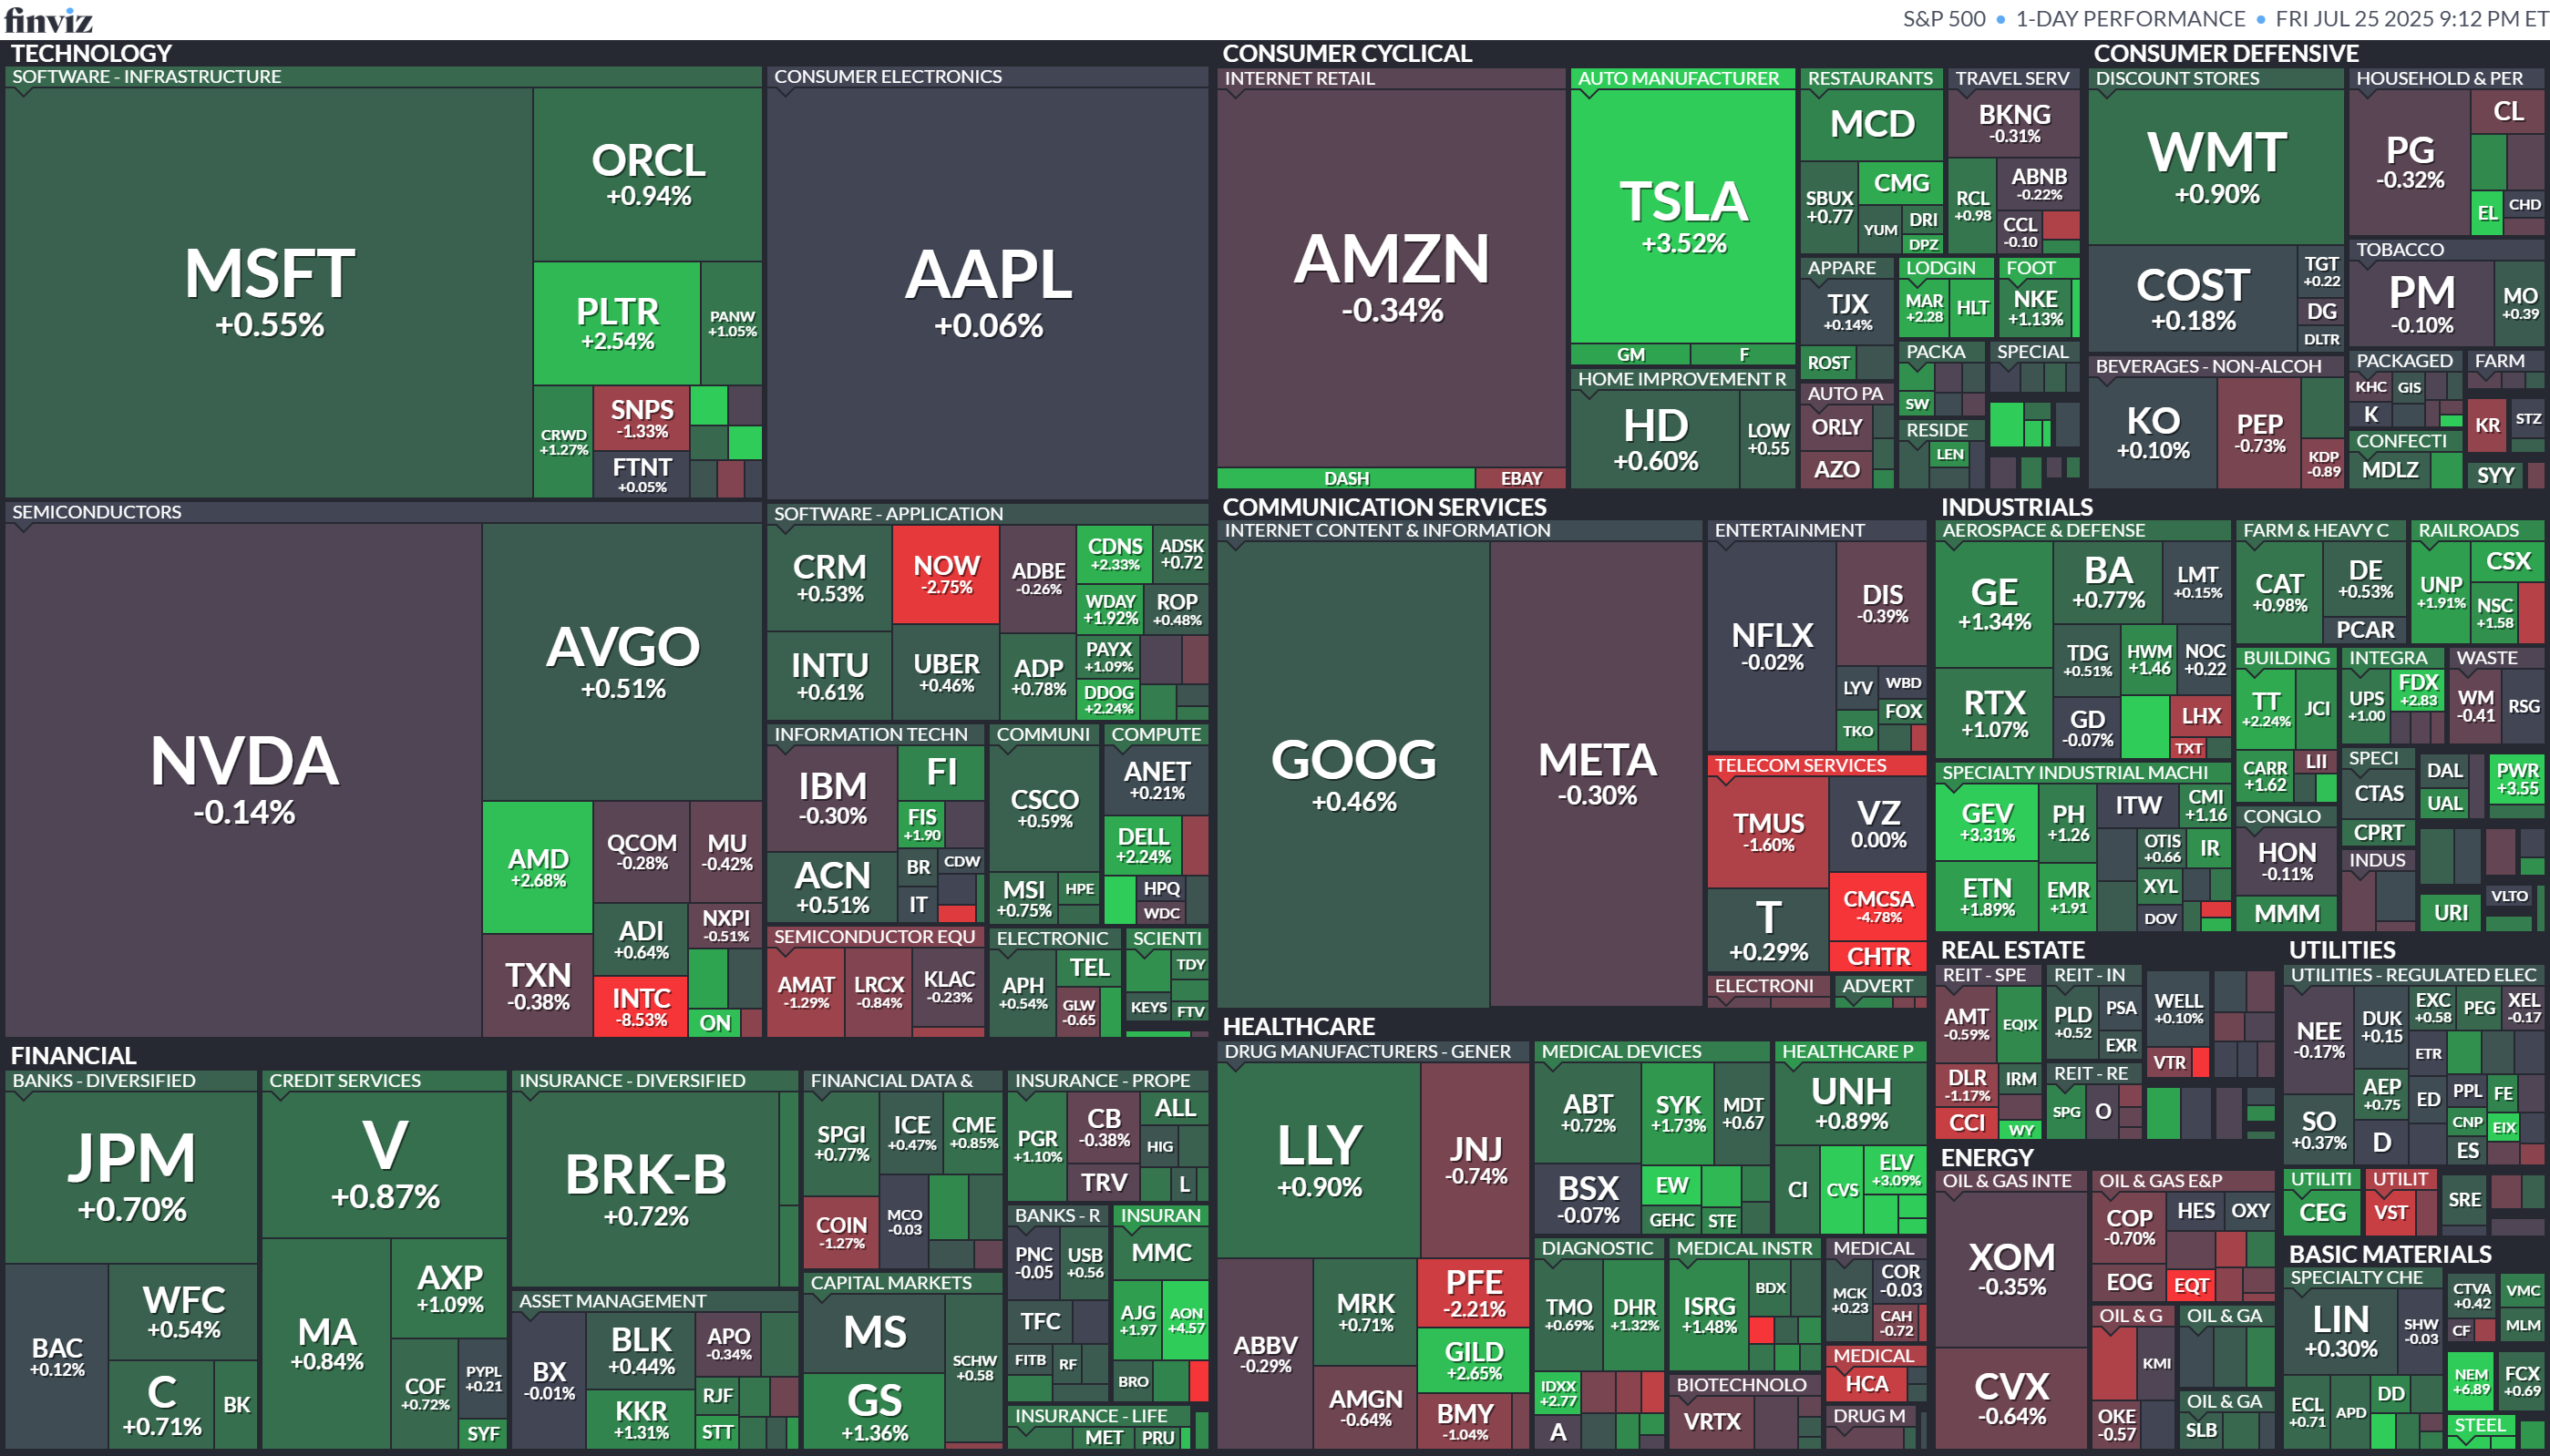 finviz
S&P 500 • 1-DAY PERFORMANCE • FRI JUL 25 2025 9:12 PM ET
TECHNOLOGY
SOFTWARE - INFRASTRUCTURE
MSFT
+0.55%
ORCL
+0.94%
PLTR
+2.54%
PANW
+1.05%
CRWD
+1.27%
SNPS
-1.33%
FTNT
+0.05%
CONSUMER ELECTRONICS
AAPL
+0.06%
SEMICONDUCTORS
NVDA
-0.14%
AVGO
+0.51%
AMD
+2.68%
QCOM
-0.28%
MU
-0.42%
TXN
-0.38%
ADI
+0.64%
NXPI
-0.51%
INTC
-8.53%
ON
SOFTWARE - APPLICATION
CRM
+0.53%
NOW
-2.75%
ADBE
-0.26%
CDNS
+2.33%
ADSK
+0.72
INTU
+0.61%
UBER
+0.46%
ADP
+0.78%
WDAY
+1.92%
ROP
+0.48%
PAYX
+1.09%
DDOG
+2.24%
INFORMATION TECHN
IBM
-0.30%
FI
FIS
+1.90
ACN
+0.51%
BR
CDW
IT
COMMUNI
CSCO
+0.59%
MSI
+0.75%
HPE
COMPUTE
ANET
+0.21%
DELL
+2.24%
HPQ
WDC
SEMICONDUCTOR EQU
AMAT
-1.29%
LRCX
-0.84%
KLAC
-0.23%
ELECTRONIC
APH
+0.54%
TEL
GLW
-0.65
SCIENTI
TDY
KEYS
FTV
CONSUMER CYCLICAL
INTERNET RETAIL
AMZN
-0.34%
DASH
EBAY
AUTO MANUFACTURER
TSLA
+3.52%
GM
F
HOME IMPROVEMENT R
HD
+0.60%
LOW
+0.55
RESTAURANTS
MCD
SBUX
+0.77
CMG
YUM
DRI
DPZ
TRAVEL SERV
BKNG
-0.31%
RCL
+0.98
ABNB
-0.22%
CCL
-0.10
APPARE
TJX
+0.14%
ROST
LODGIN
MAR
+2.28
HLT
FOOT
NKE
+1.13%
AUTO PA
ORLY
AZO
PACKA
SW
SPECIAL
RESIDE
LEN
CONSUMER DEFENSIVE
DISCOUNT STORES
WMT
+0.90%
COST
+0.18%
TGT
+0.22
DG
DLTR
HOUSEHOLD & PER
PG
-0.32%
CL
EL
CHD
TOBACCO
PM
-0.10%
MO
+0.39
BEVERAGES - NON-ALCOH
KO
+0.10%
PEP
-0.73%
KDP
-0.89
PACKAGED
KHC
GIS
K
FARM
KR
STZ
CONFECTI
MDLZ
SYY
COMMUNICATION SERVICES
INTERNET CONTENT & INFORMATION
GOOG
+0.46%
META
-0.30%
ENTERTAINMENT
NFLX
-0.02%
DIS
-0.39%
LYV
WBD
TKO
FOX
TELECOM SERVICES
TMUS
-1.60%
VZ
0.00%
T
+0.29%
CMCSA
-4.78%
CHTR
ELECTRONI
ADVERT
INDUSTRIALS
AEROSPACE & DEFENSE
GE
+1.34%
BA
+0.77%
LMT
+0.15%
RTX
+1.07%
TDG
+0.51%
HWM
+1.46
NOC
+0.22
GD
-0.07%
LHX
TXT
FARM & HEAVY C
CAT
+0.98%
DE
+0.53%
PCAR
RAILROADS
UNP
+1.91%
CSX
NSC
+1.58
SPECIALTY INDUSTRIAL MACHI
GEV
+3.31%
PH
+1.26
ITW
CMI
+1.16
ETN
+1.89%
EMR
+1.91
OTIS
+0.66
IR
XYL
DOV
BUILDING
TT
+2.24%
JCI
CARR
+1.62
LII
INTEGRA
UPS
+1.00
FDX
+2.83
WASTE
WM
-0.41
RSG
SPECI
CTAS
CPRT
DAL
UAL
PWR
+3.55
CONGLO
HON
-0.11%
MMM
INDUS
URI
VLTO
FINANCIAL
BANKS - DIVERSIFIED
JPM
+0.70%
BAC
+0.12%
WFC
+0.54%
C
+0.71%
BK
CREDIT SERVICES
V
+0.87%
MA
+0.84%
AXP
+1.09%
COF
+0.72%
PYPL
+0.21
SYF
INSURANCE - DIVERSIFIED
BRK-B
+0.72%
ASSET MANAGEMENT
BX
-0.01%
BLK
+0.44%
APO
-0.34%
KKR
+1.31%
RJF
STT
FINANCIAL DATA &
SPGI
+0.77%
ICE
+0.47%
CME
+0.85%
COIN
-1.27%
MCO
-0.03
CAPITAL MARKETS
MS
GS
+1.36%
SCHW
+0.58
INSURANCE - PROPE
PGR
+1.10%
CB
-0.38%
ALL
HIG
TRV
L
BANKS - R
PNC
-0.05
USB
+0.56
TFC
FITB
RF
INSURAN
MMC
AJG
+1.97
AON
+4.57
BRO
INSURANCE - LIFE
MET
PRU
HEALTHCARE
DRUG MANUFACTURERS - GENER
LLY
+0.90%
JNJ
-0.74%
ABBV
-0.29%
MRK
+0.71%
AMGN
-0.64%
PFE
-2.21%
GILD
+2.65%
BMY
-1.04%
MEDICAL DEVICES
ABT
+0.72%
SYK
+1.73%
MDT
+0.67
BSX
-0.07%
EW
GEHC
STE
HEALTHCARE P
UNH
+0.89%
CI
CVS
ELV
+3.09%
DIAGNOSTIC
TMO
+0.69%
DHR
+1.32%
IDXX
+2.77
A
MEDICAL INSTR
ISRG
+1.48%
BDX
BIOTECHNOLO
VRTX
MEDICAL
MCK
+0.23
COR
-0.03
CAH
-0.72
MEDICAL
HCA
DRUG M
REAL ESTATE
REIT - SPE
AMT
-0.59%
EQIX
DLR
-1.17%
IRM
CCI
WY
REIT - IN
PLD
+0.52
PSA
EXR
REIT - RE
SPG
O
WELL
+0.10%
VTR
UTILITIES
UTILITIES - REGULATED ELEC
NEE
-0.17%
DUK
+0.15
EXC
+0.58
PEG
XEL
-0.17
ETR
SO
+0.37%
AEP
+0.75
ED
PPL
FE
CNP
EIX
D
ES
UTILITI
CEG
UTILIT
VST
SRE
ENERGY
OIL & GAS INTE
XOM
-0.35%
CVX
-0.64%
OIL & GAS E&P
COP
-0.70%
HES
OXY
EOG
EQT
OIL & G
KMI
OKE
-0.57
OIL & GA
OIL & GA
SLB
BASIC MATERIALS
SPECIALTY CHE
LIN
+0.30%
SHW
-0.03
ECL
+0.71
APD
DD
CTVA
+0.42
CF
VMC
MLM
NEM
+6.89
FCX
+0.69
STEEL